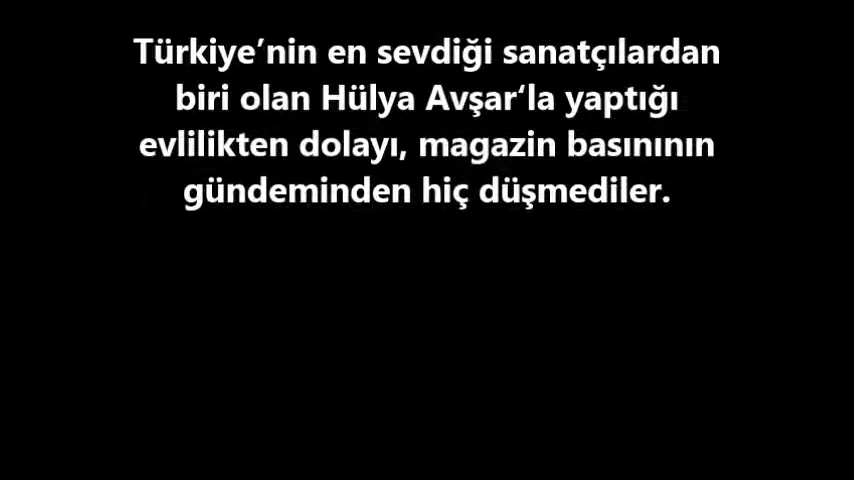 Türkiye’nin en sevdiği sanatçılardan
biri olan Hülya Avşar‘la yaptığı
evlilikten dolayı, magazin basınının
gündeminden hiç düşmediler.